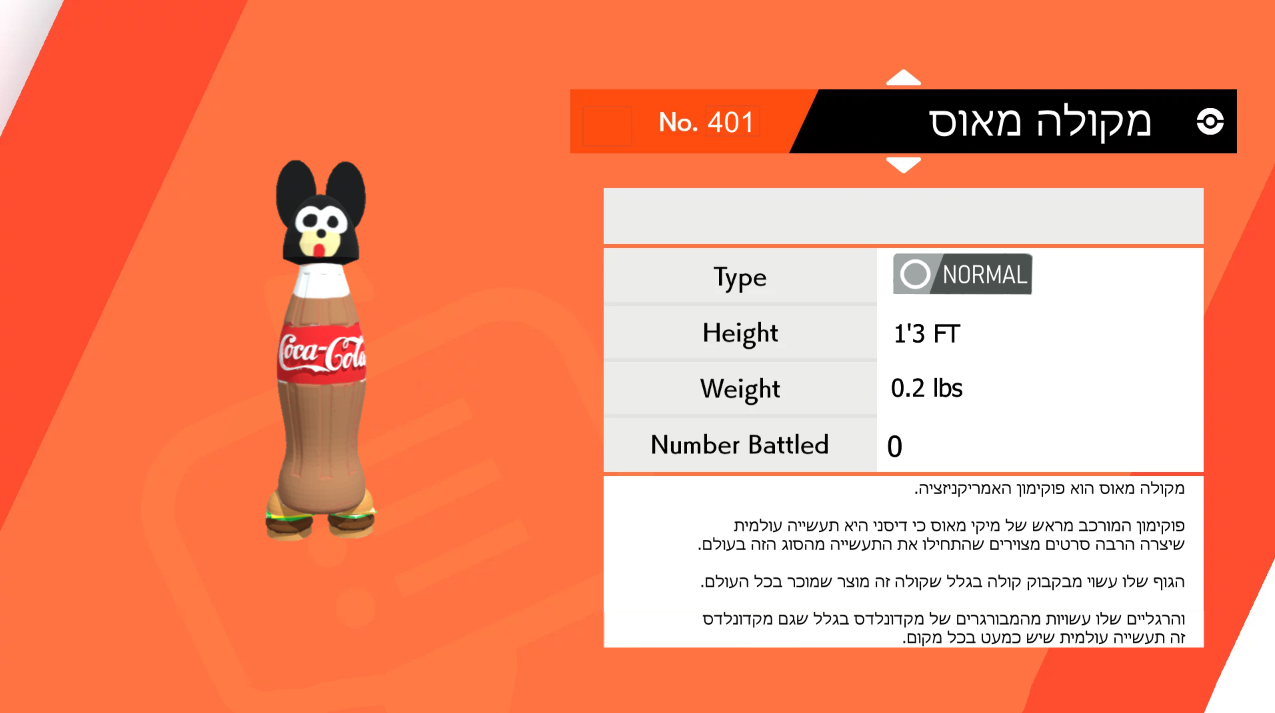 No. 401
מקולה מאוס
Type
NORMAL
Height
1'3 FT
Weight
0.2 lbs
Number Battled
0
Coca-Cola
מקולה מאוס הוא פוקימון האמריקניזציה.
פוקימון המורכב מראש של מיקי מאוס כי דיסני היא תעשייה עולמית
שיצרה הרבה סרטים מצוירים שהתחילו את התעשייה מהסוג הזה בעולם.
הגוף שלו עשוי מבקבוק קולה בגלל שקולה זה מוצר שמוכר בכל העולם.
והרגליים שלו עשויות מהמבורגרים של מקדונלדס בגלל שגם מקדונלדס
זה תעשייה עולמית שיש כמעט בכל מקום.